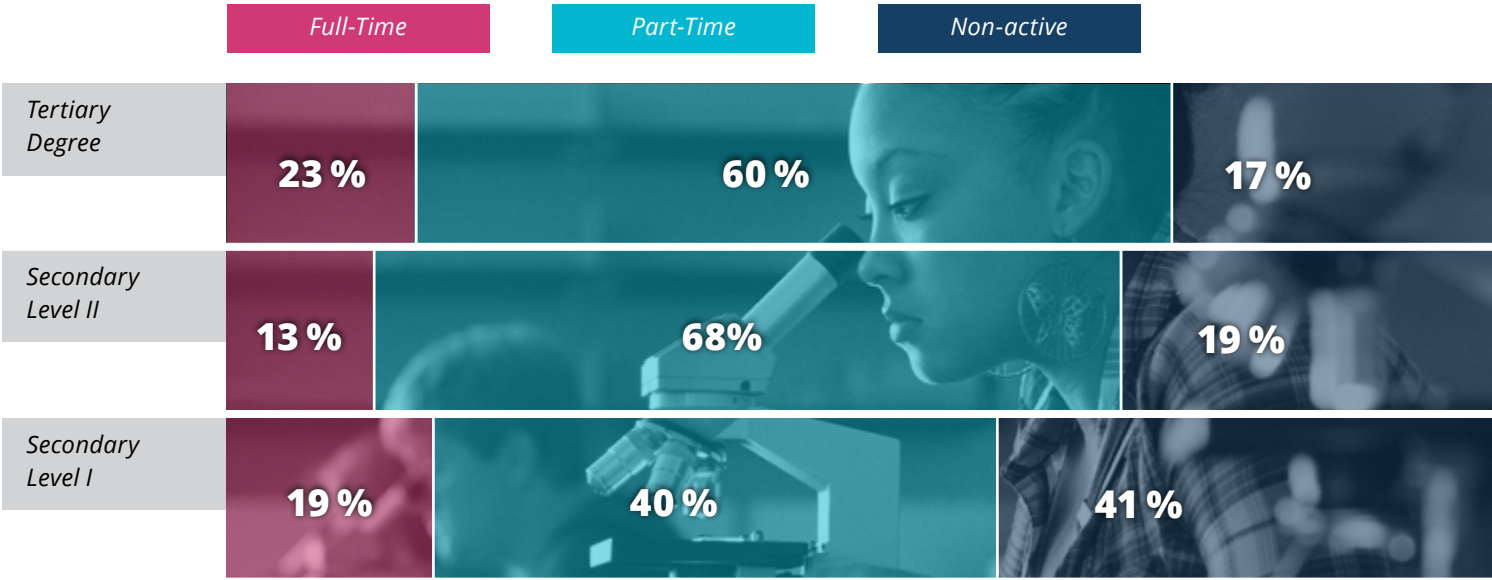 Full-Time
Part-Time
Non-active
Tertiary
Degree
23 %
60 %
17 %
Secondary
Level II
13 %
68%
19 %
Secondary
Level I
19 %
40 %
41 %